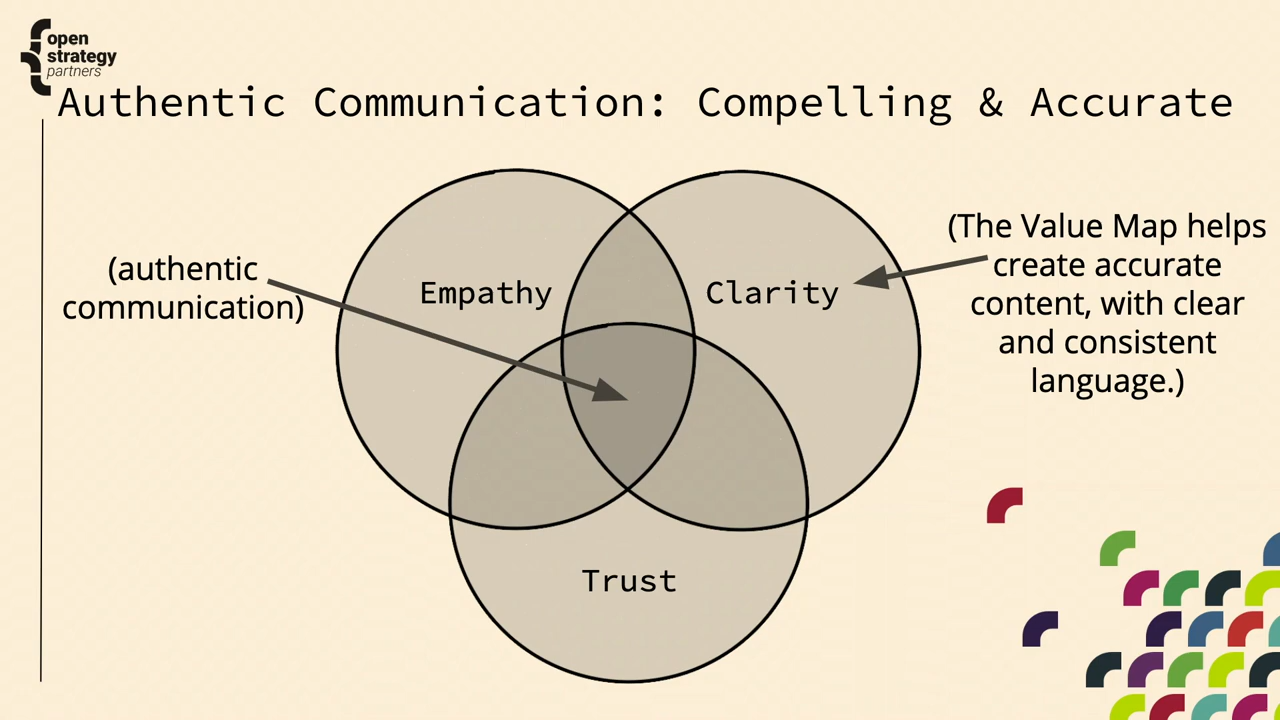 open
strategy
partners
Authentic Communication: Compelling & Accurate
(authentic
communication)
Empathy
Clarity
(The Value Map helps
create accurate
content, with clear
and consistent
language.)
Trust